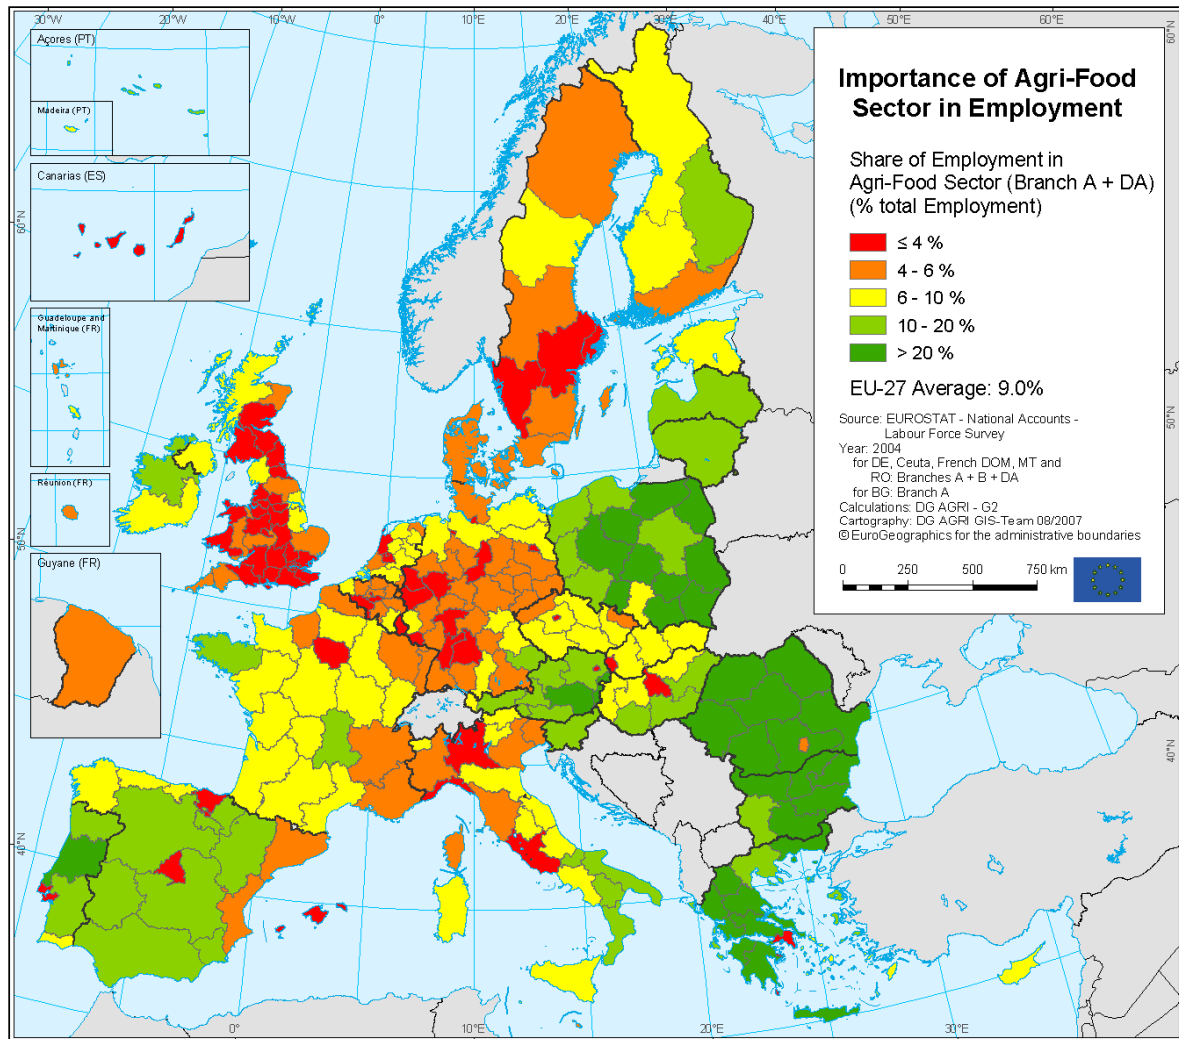 30°W
20°W
10°W
0°
10°E
20°E
30°E
40°E
50°E
60°E
Açores (PT)
Madeira (PT)
Canarias (ES)
Guadeloupe and
Martinique (FR)
Réunion (FR)
Guyane (FR)
60°N
50°N
40°N
60°N
60°N
40°N
Importance of Agri-Food
Sector in Employment
Share of Employment in
Agri-Food Sector (Branch A + DA)
(% total Employment)
≤ 4 %
4 - 6 %
6 - 10 %
10 - 20 %
> 20 %
EU-27 Average: 9.0%
Source: EUROSTAT - National Accounts -
Labour Force Survey
Year: 2004
for DE, Ceuta, French DOM, MT and
RO: Branches A + B + DA
for BG: Branch A
Calculations: DG AGRI - G2
Cartography: DG AGRI GIS-Team 08/2007
© EuroGeographics for the administrative boundaries
0 250 500 750 km
0°
10°E
20°E
30°E